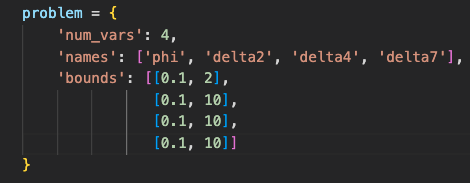 problem = {
    'num_vars': 4,
    'names': ['phi', 'delta2', 'delta4', 'delta7'],
    'bounds': [[0.1, 2],
               [0.1, 10],
               [0.1, 10],
               [0.1, 10]]
}